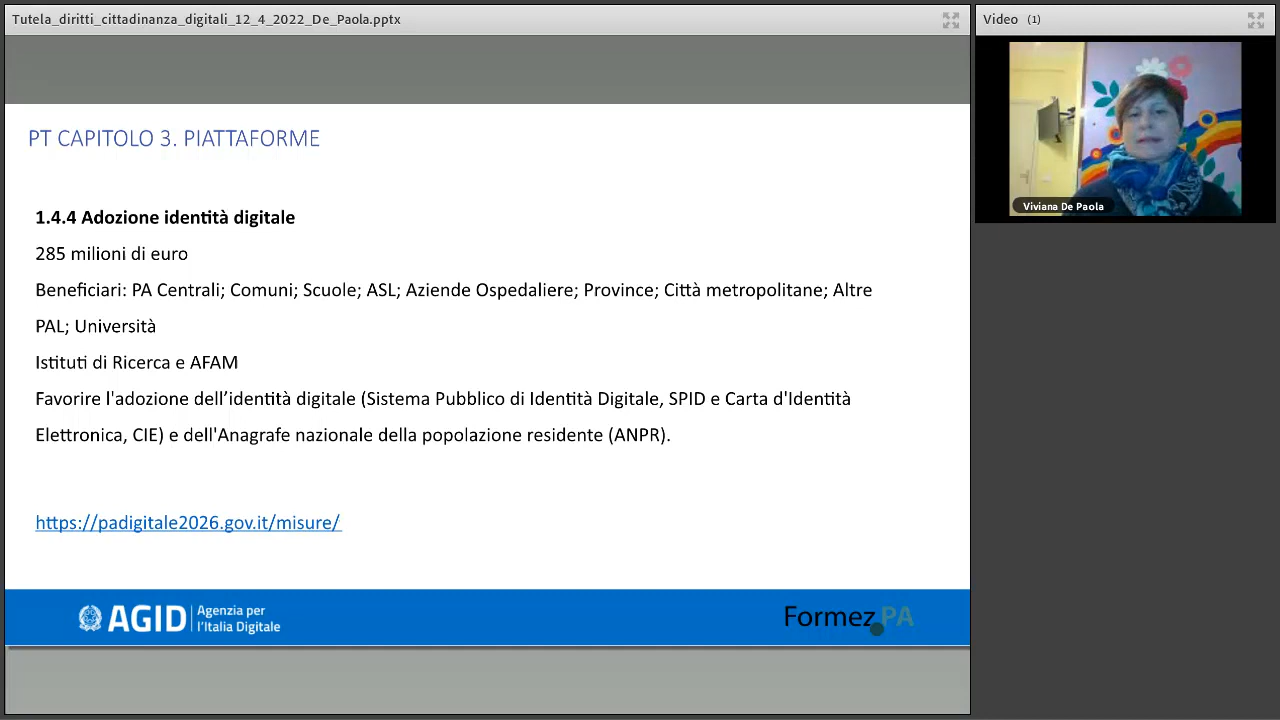 Tutela_diritti_cittadinanza_digitali_12_4_2022_De_Paola.pptx
Video (1)
PT CAPITOLO 3. PIATTAFORME
1.4.4 Adozione identità digitale
285 milioni di euro
Beneficiari: PA Centrali; Comuni; Scuole; ASL; Aziende Ospedaliere; Province; Città metropolitane; Altre
PAL; Università
Istituti di Ricerca e AFAM
Favorire l'adozione dell’identità digitale (Sistema Pubblico di Identità Digitale, SPID e Carta d'Identità
Elettronica, CIE) e dell'Anagrafe nazionale della popolazione residente (ANPR).
https://padigitale2026.gov.it/misure/
AGID Agenzia per
l'Italia Digitale
Formez PA
Viviana De Paola